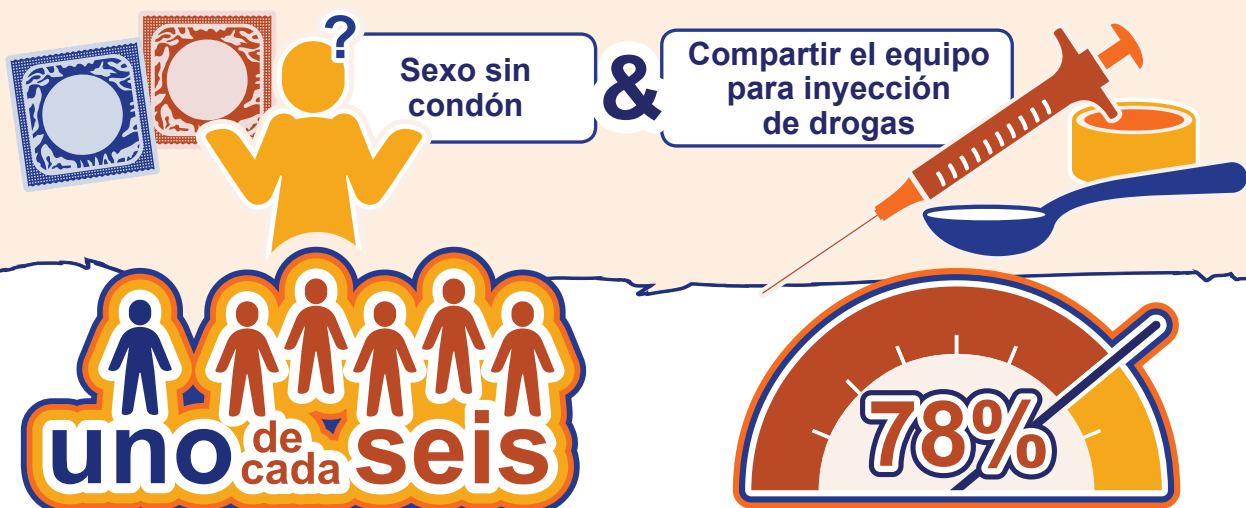 ?
Sexo sin
condón
&
Compartir el equipo
para inyección
de drogas
uno de cada seis
78%